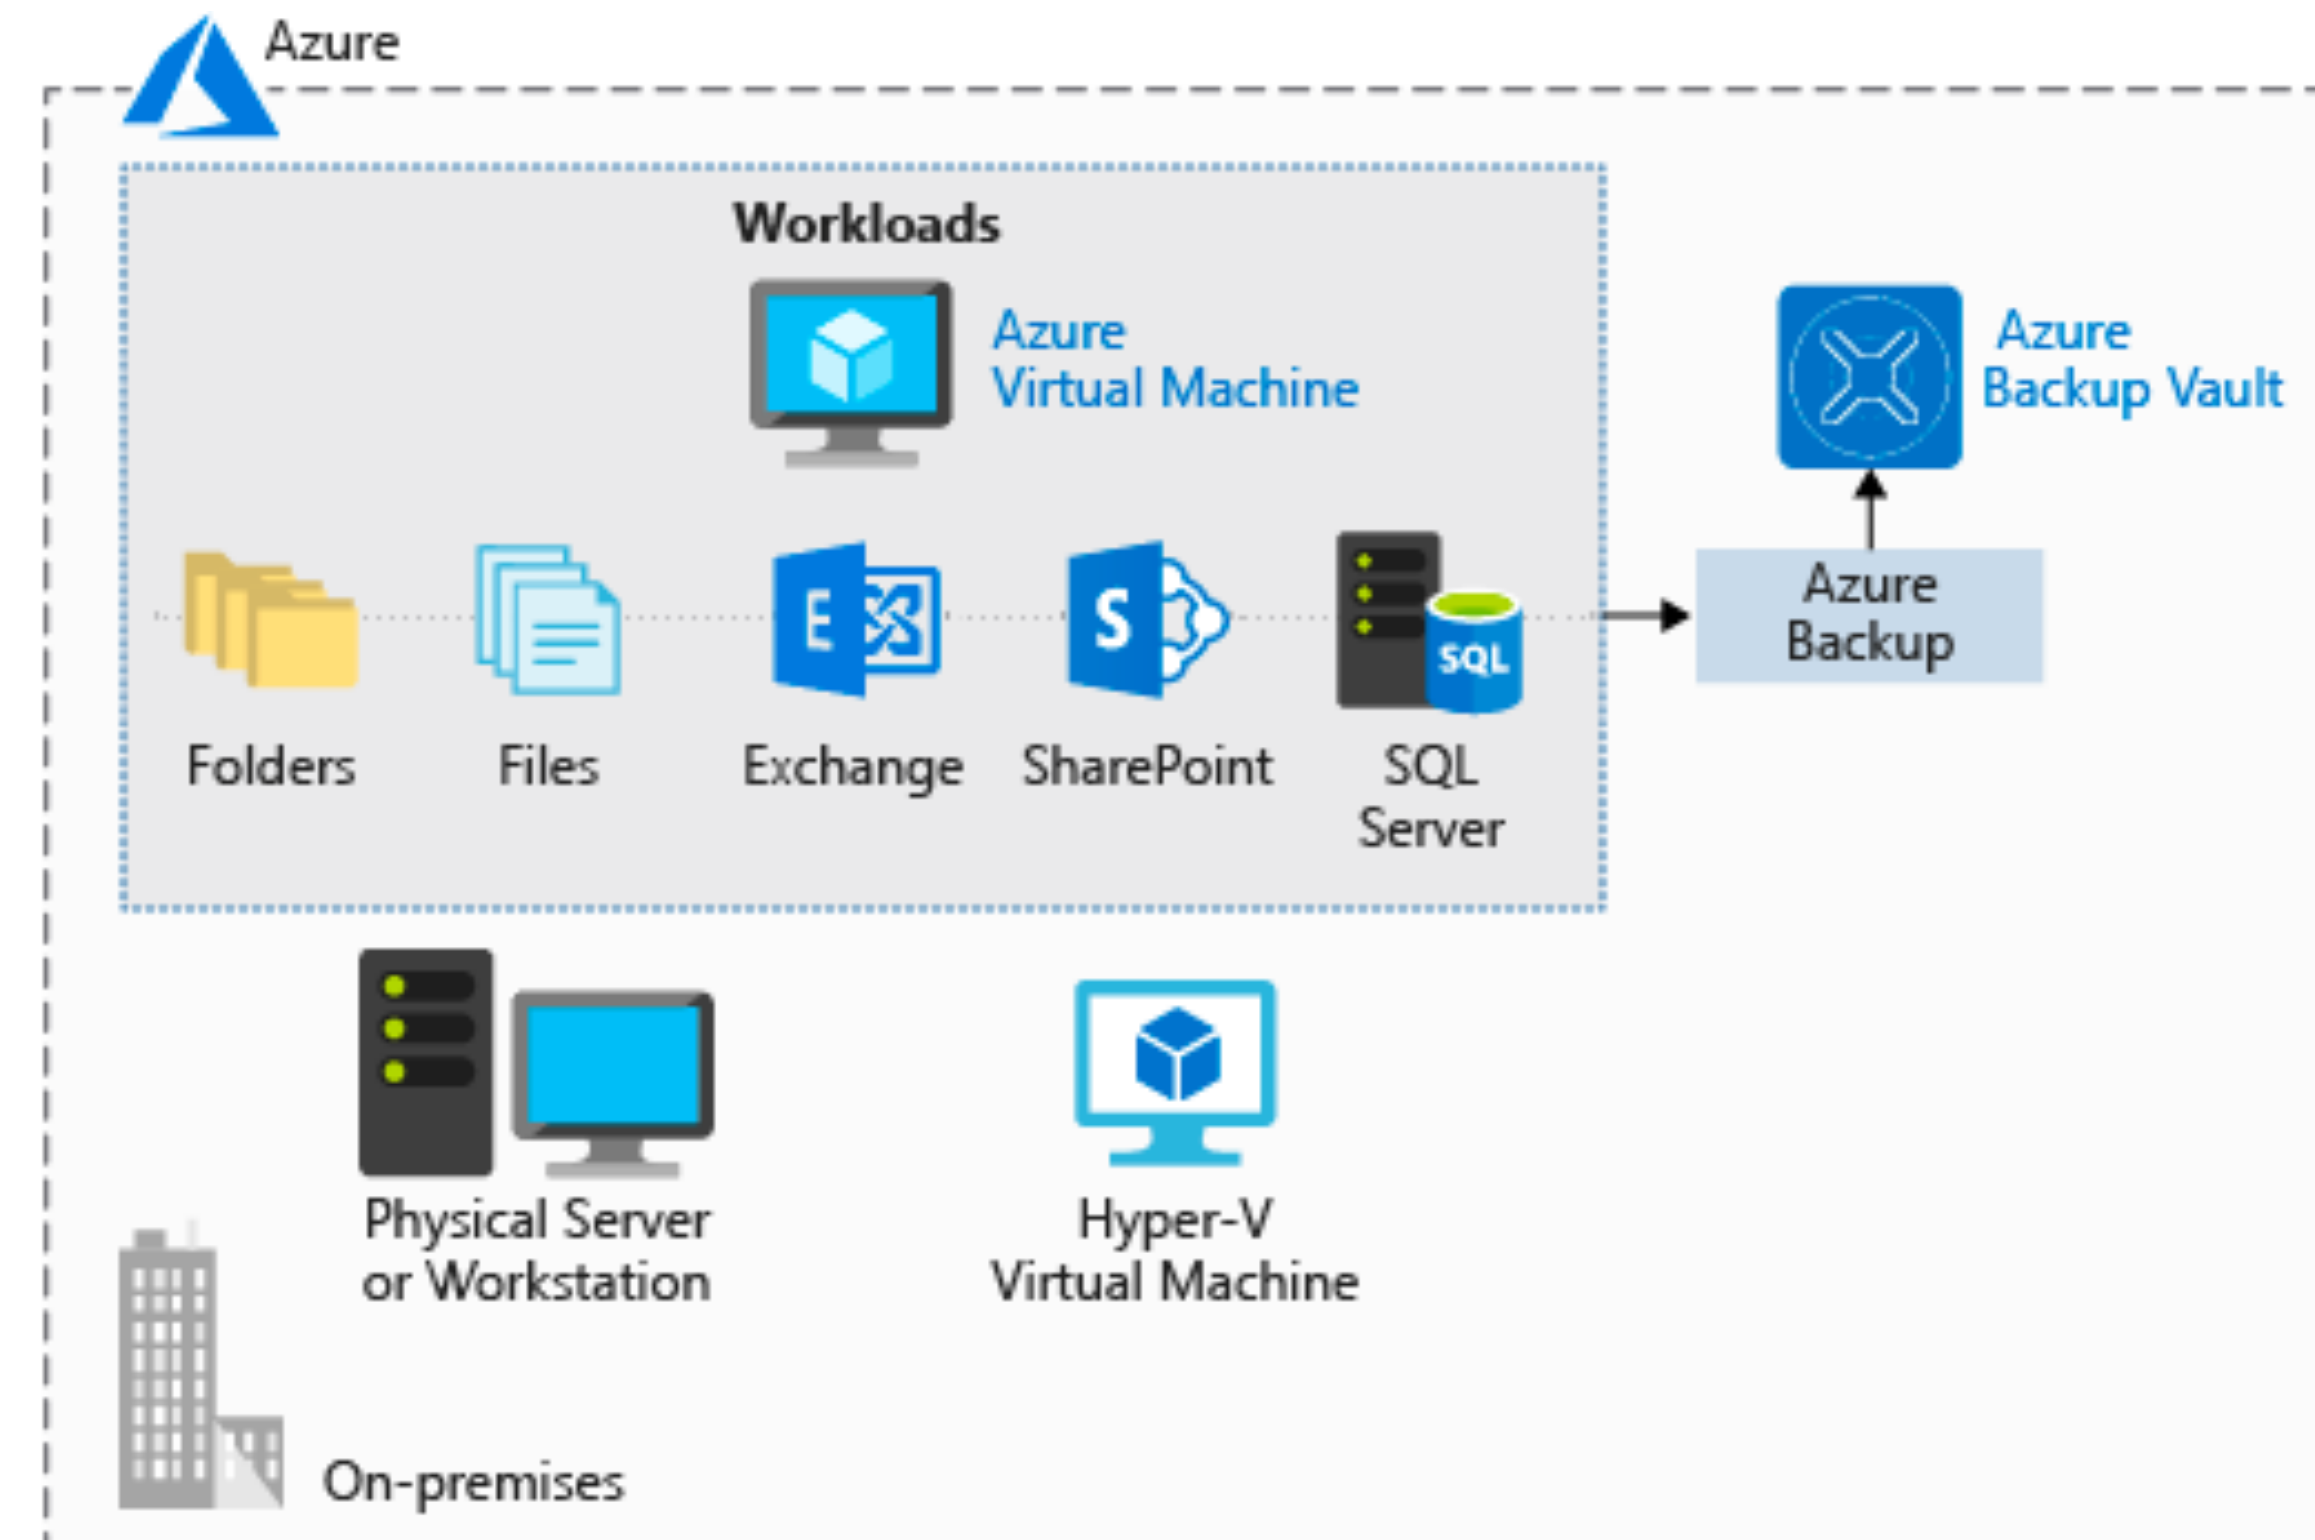 Azure
Workloads
Azure
Virtual Machine
Azure
Backup Vault
E
S
SQL
Azure
Backup
Folders
Files
Exchange
SharePoint
SQL
Server
Physical Server
or Workstation
Hyper-V
Virtual Machine
On-premises